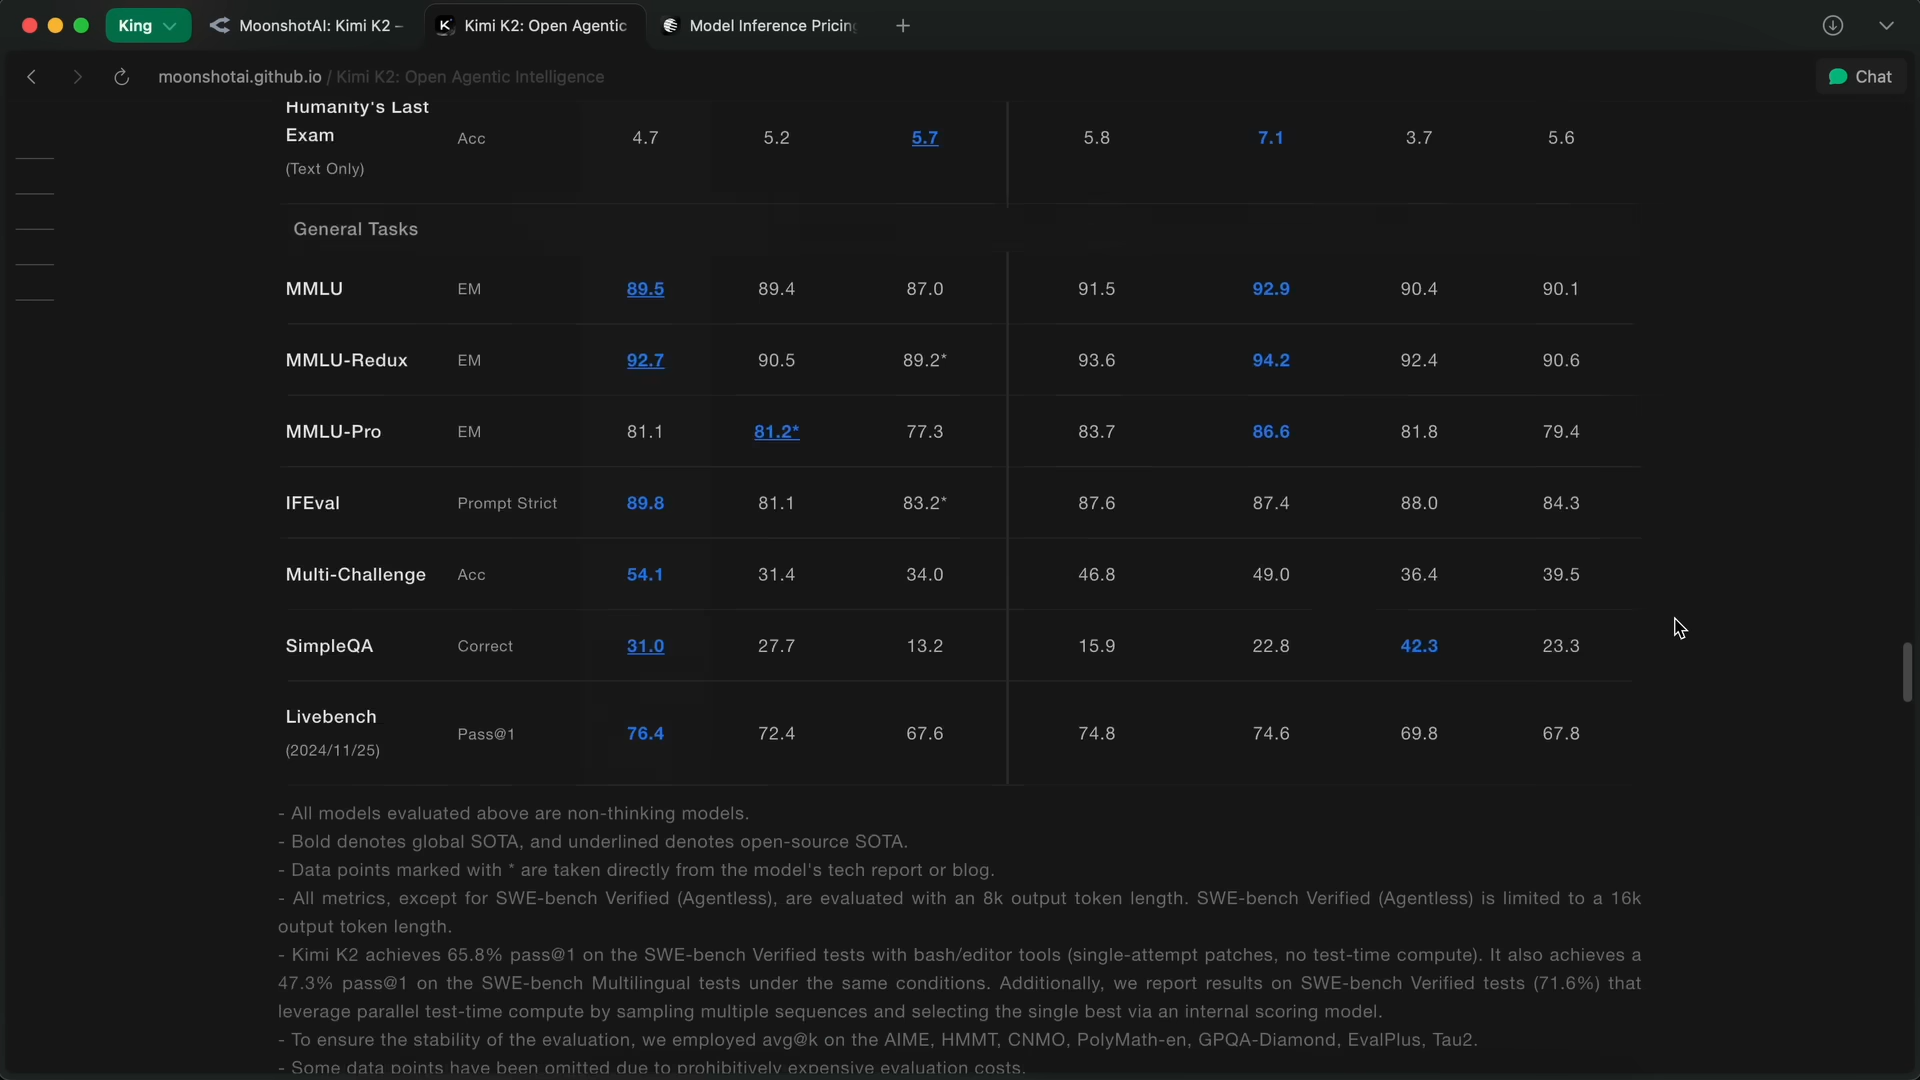 King
MoonshotAI: Kimi K2 –
Kimi K2: Open Agentic
Model Inference Pricing
moonshotai.github.io / Kimi K2: Open Agentic Intelligence
Chat
Humanity's Last
Exam
(Text Only)
Acc 4.7 5.2 5.7 5.8 7.1 3.7 5.6
General Tasks
MMLU EM 89.5 89.4 87.0 91.5 92.9 90.4 90.1
MMLU-Redux EM 92.7 90.5 89.2* 93.6 94.2 92.4 90.6
MMLU-Pro EM 81.1 81.2* 77.3 83.7 86.6 81.8 79.4
IFEval Prompt Strict 89.8 81.1 83.2* 87.6 87.4 88.0 84.3
Multi-Challenge Acc 54.1 31.4 34.0 46.8 49.0 36.4 39.5
SimpleQA Correct 31.0 27.7 13.2 15.9 22.8 42.3 23.3
Livebench
(2024/11/25)
Pass@1 76.4 72.4 67.6 74.8 74.6 69.8 67.8
- All models evaluated above are non-thinking models.
- Bold denotes global SOTA, and underlined denotes open-source SOTA.
- Data points marked with * are taken directly from the model's tech report or blog.
- All metrics, except for SWE-bench Verified (Agentless), are evaluated with an 8k output token length. SWE-bench Verified (Agentless) is limited to a 16k
output token length.
- Kimi K2 achieves 65.8% pass@1 on the SWE-bench Verified tests with bash/editor tools (single-attempt patches, no test-time compute). It also achieves a
47.3% pass@1 on the SWE-bench Multilingual tests under the same conditions. Additionally, we report results on SWE-bench Verified tests (71.6%) that
leverage parallel test-time compute by sampling multiple sequences and selecting the single best via an internal scoring model.
- To ensure the stability of the evaluation, we employed avg@k on the AIME, HMMT, CNMO, PolyMath-en, GPQA-Diamond, EvalPlus, Tau2.
- Some data points have been omitted due to prohibitively expensive evaluation costs.